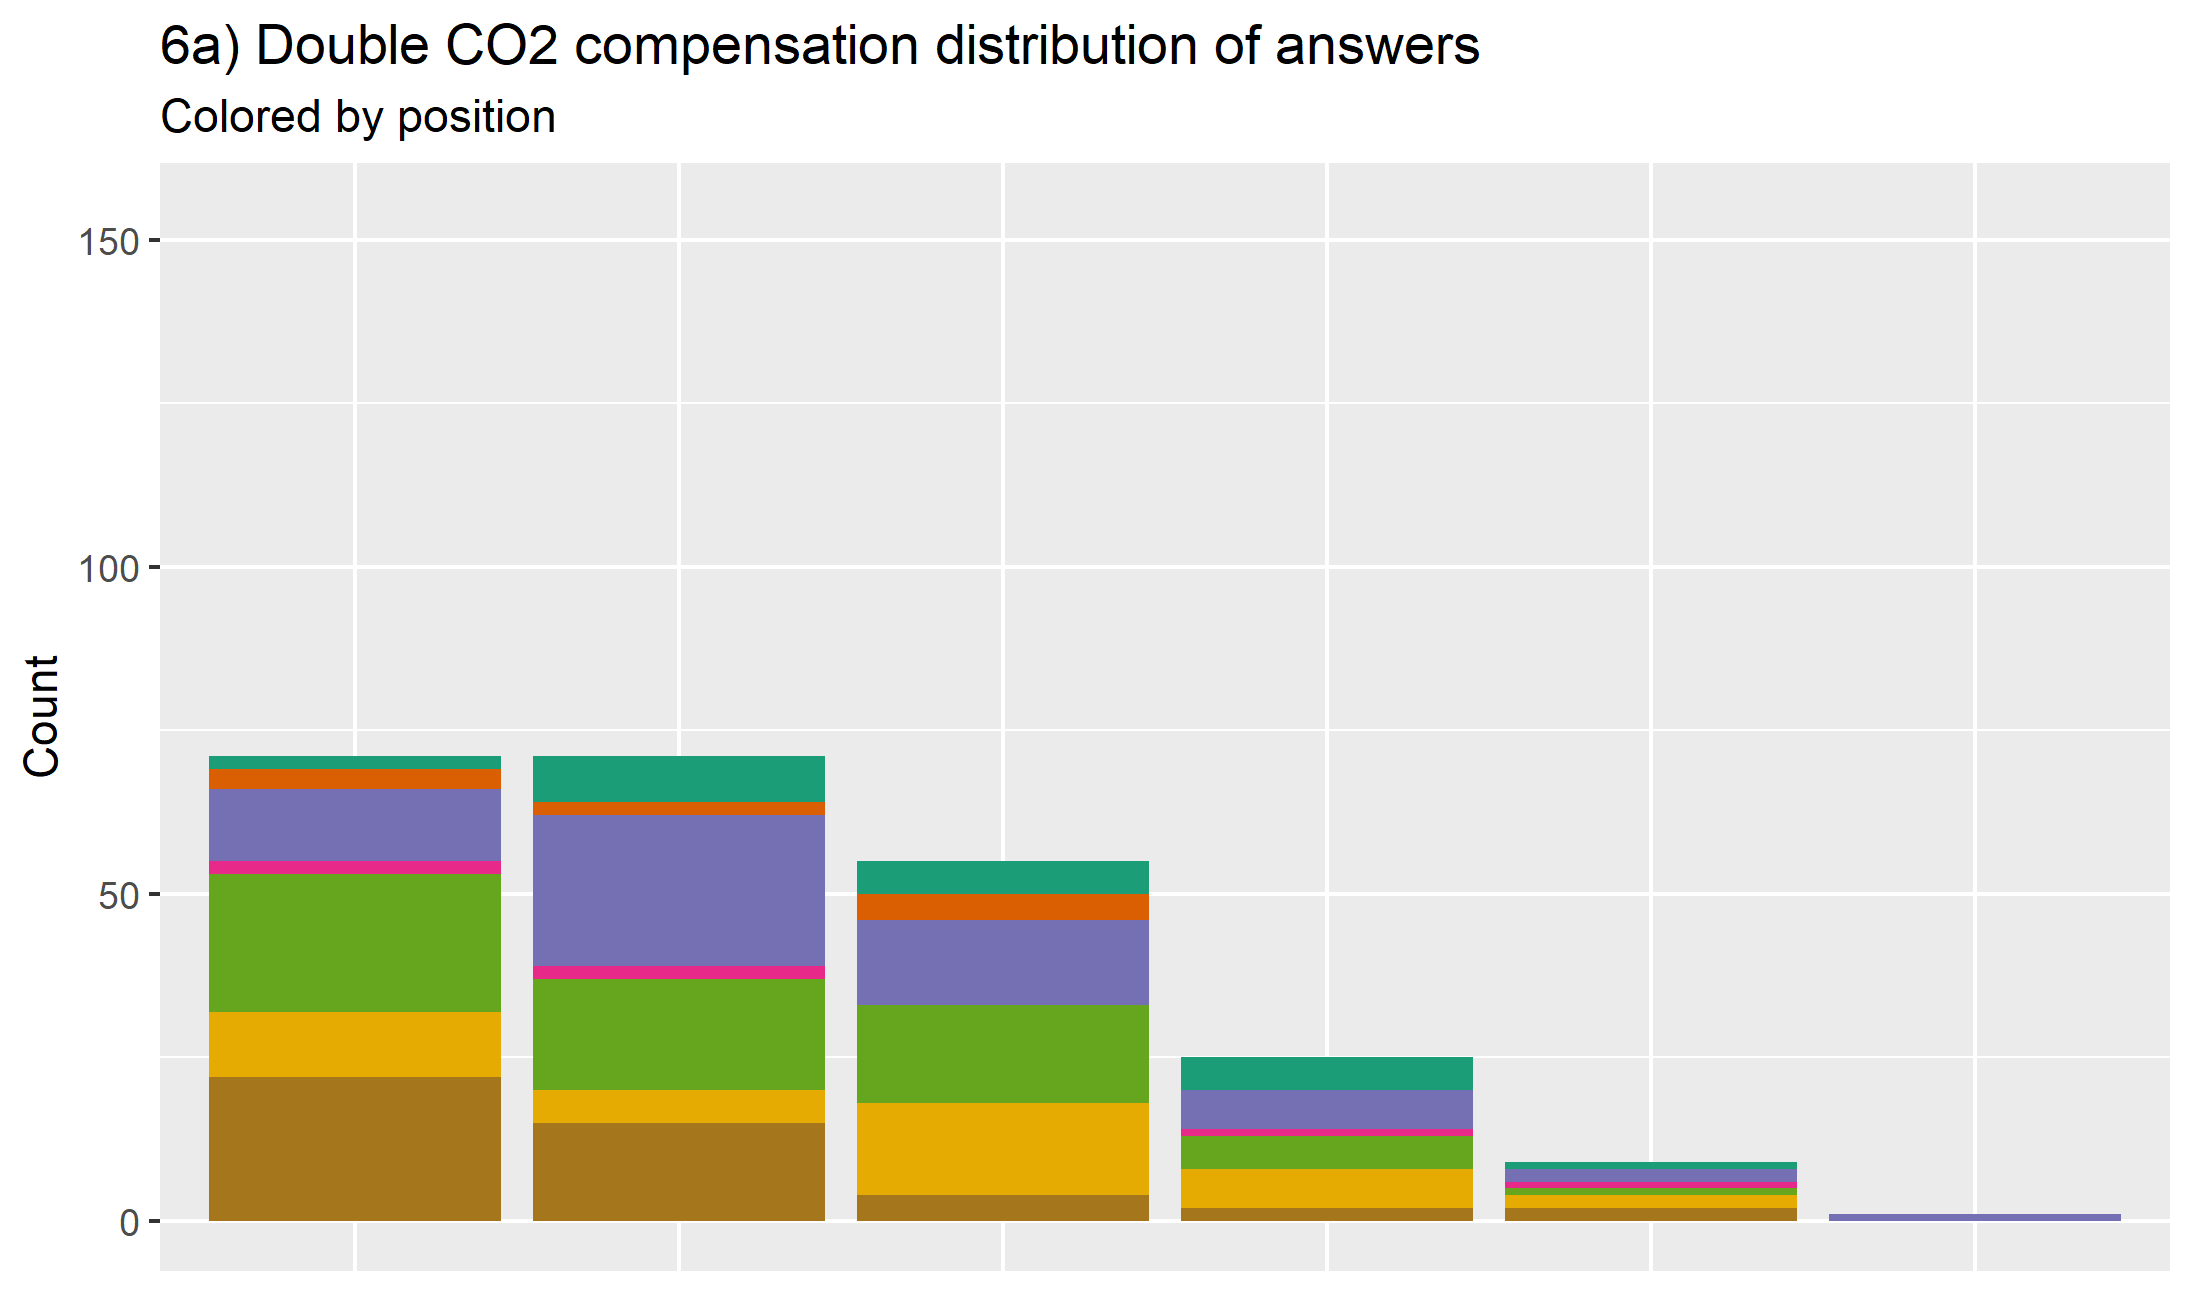 6a) Double CO2 compensation distribution of answers
Colored by position
150
100
50
0
Count